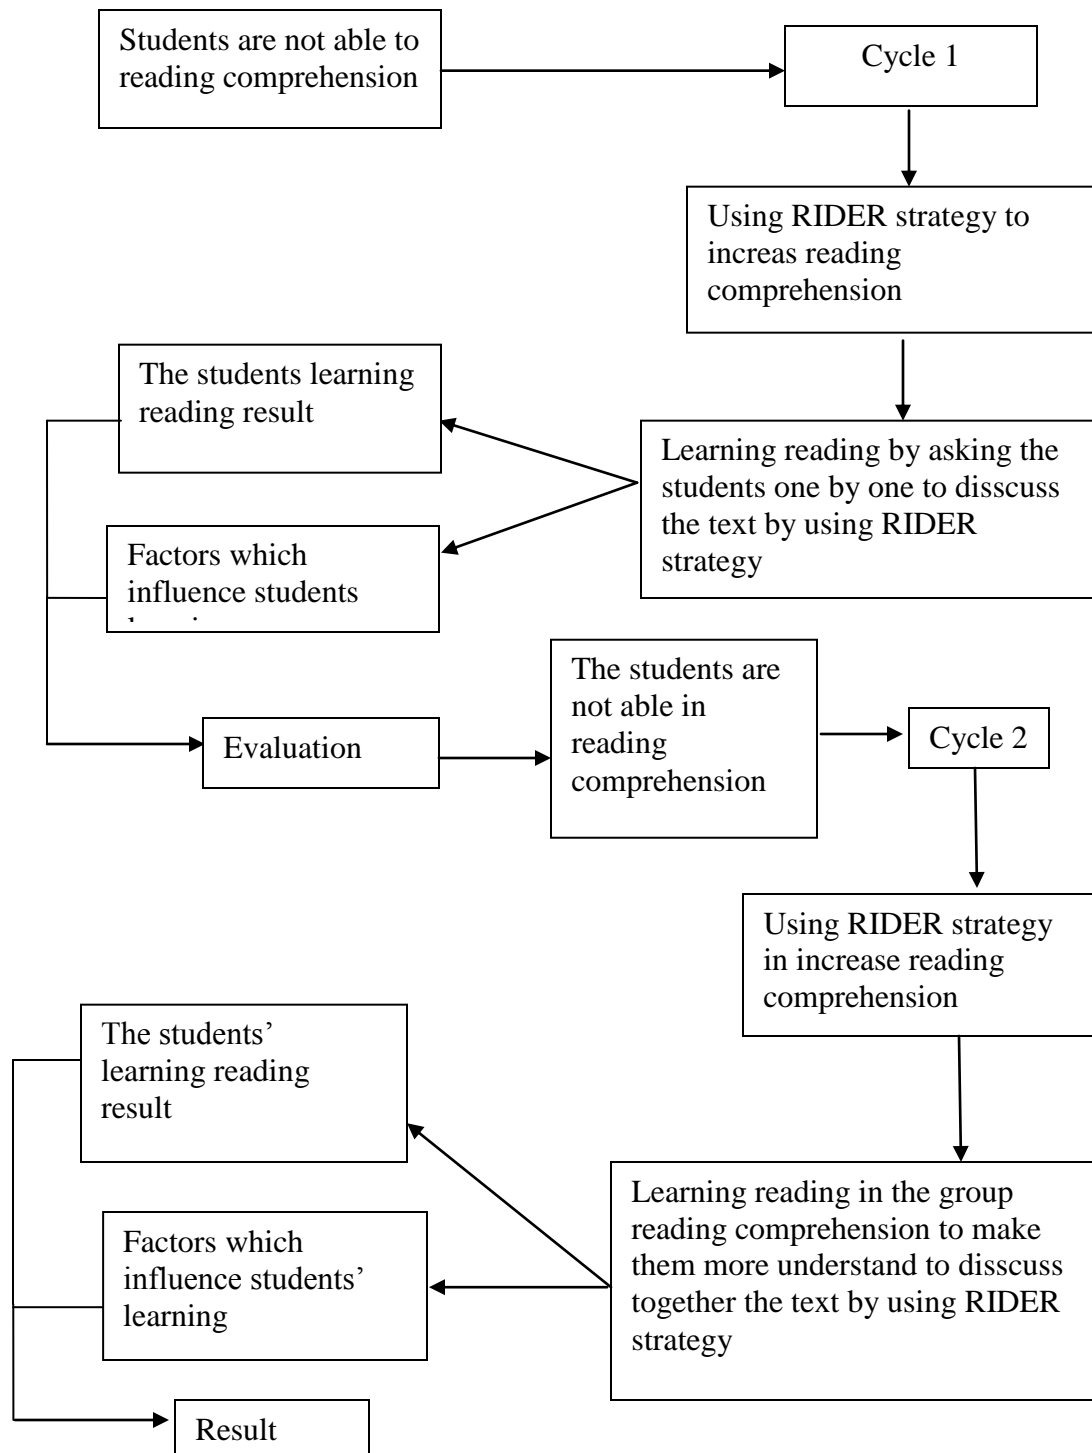 Students are not able to
reading comprehension
Cycle 1
Using RIDER strategy to
increas reading
comprehension
The students learning
reading result
Learning reading by asking the
students one by one to disscuss
the text by using RIDER
strategy
Factors which
influence students
The students are
not able in
reading
comprehension
Evaluation
Cycle 2
Using RIDER strategy
in increase reading
comprehension
The students’
learning reading
result
Learning reading in the group
reading comprehension to make
them more understand to disscuss
together the text by using RIDER
strategy
Factors which
influence students’
learning
Result